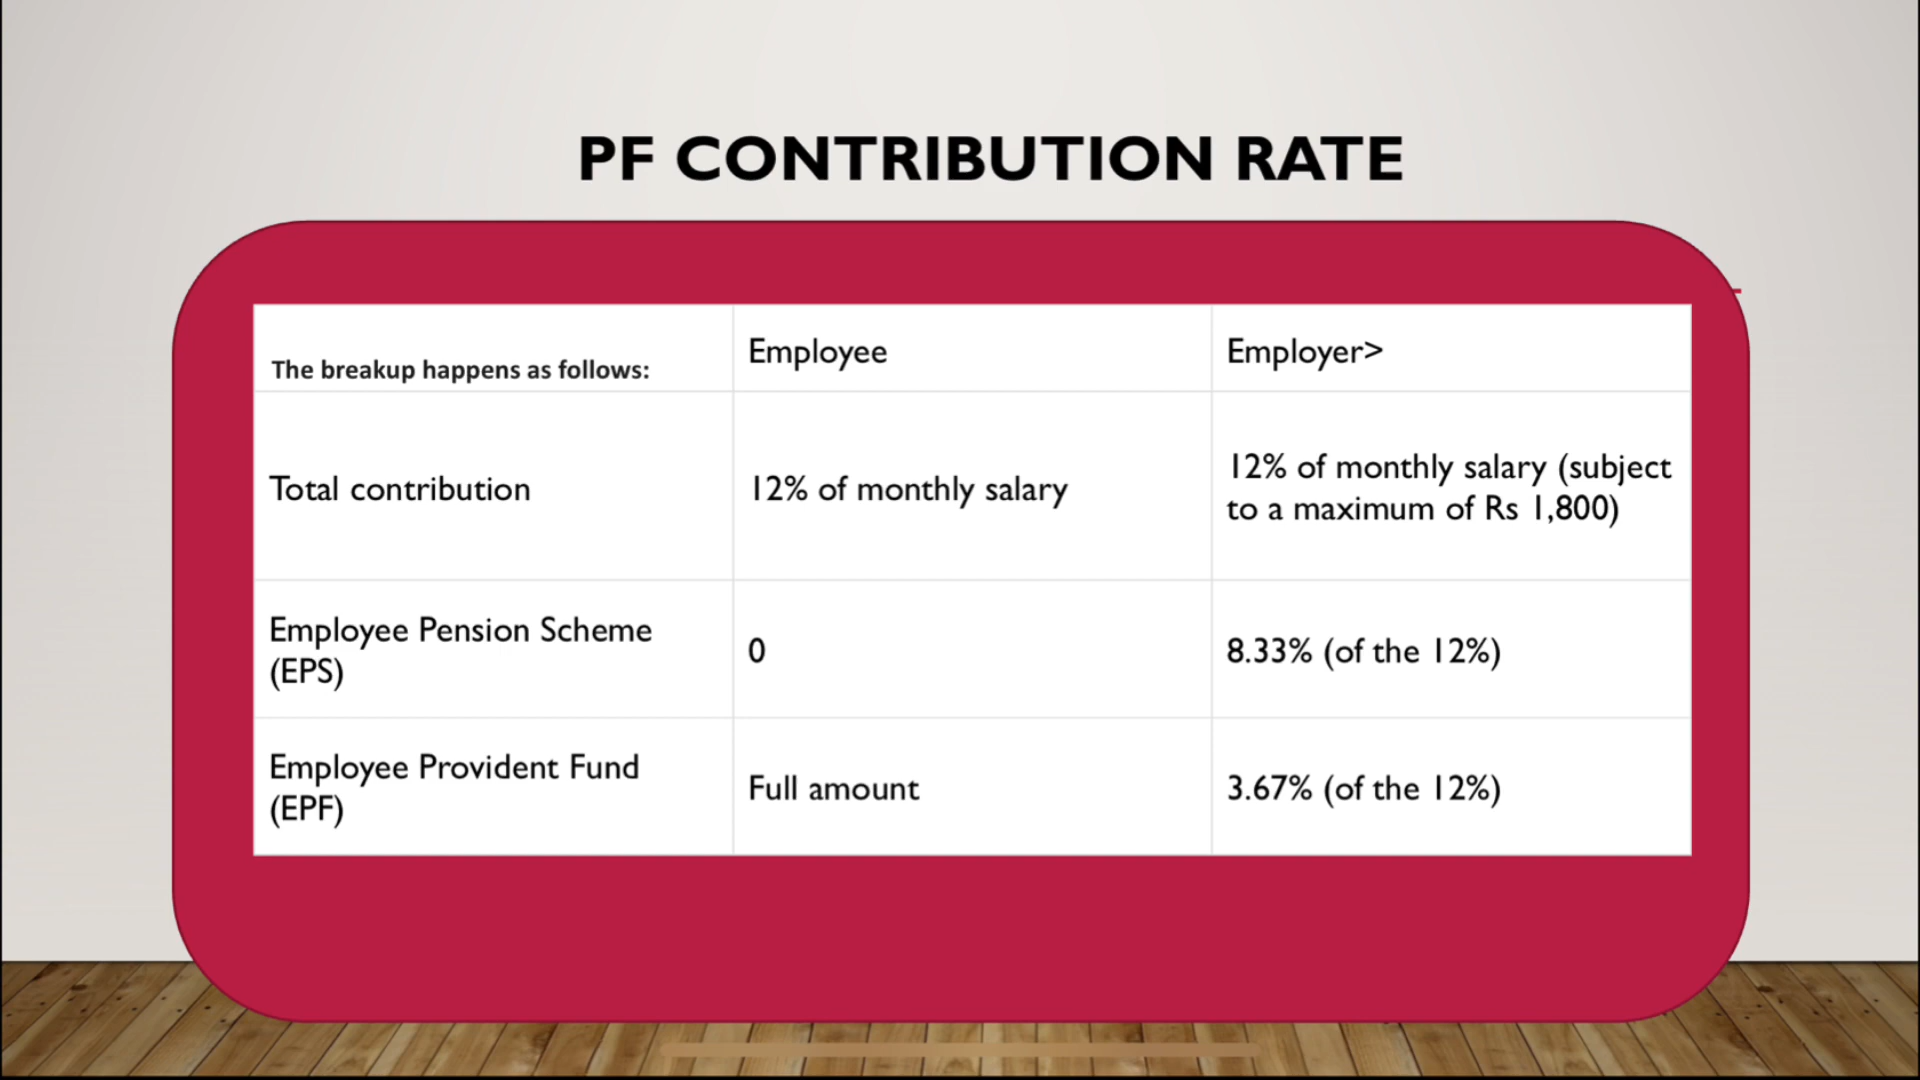 PF CONTRIBUTION RATE
The breakup happens as follows:
Employee
Employer>
Total contribution
12% of monthly salary
12% of monthly salary (subject
to a maximum of Rs 1,800)
Employee Pension Scheme
(EPS)
0
8.33% (of the 12%)
Employee Provident Fund
(EPF)
Full amount
3.67% (of the 12%)